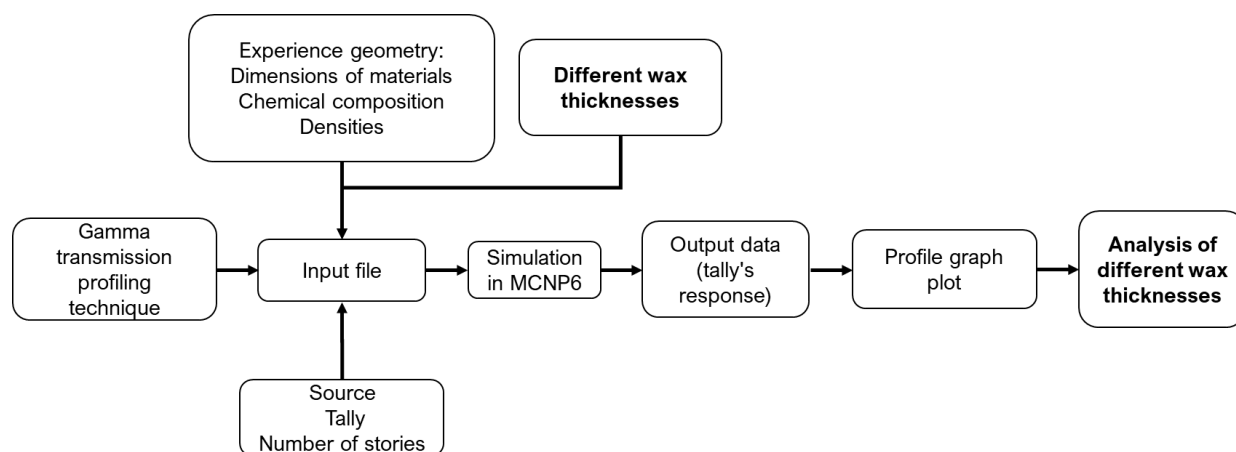 Experience geometry:
Dimensions of materials
Chemical composition
Densities
Different wax
thicknesses
Gamma
transmission
profiling
technique
Input file
Simulation
in MCNP6
Output data
(tally's
response)
Profile graph
plot
Analysis of
different wax
thicknesses
Source
Tally
Number of stories